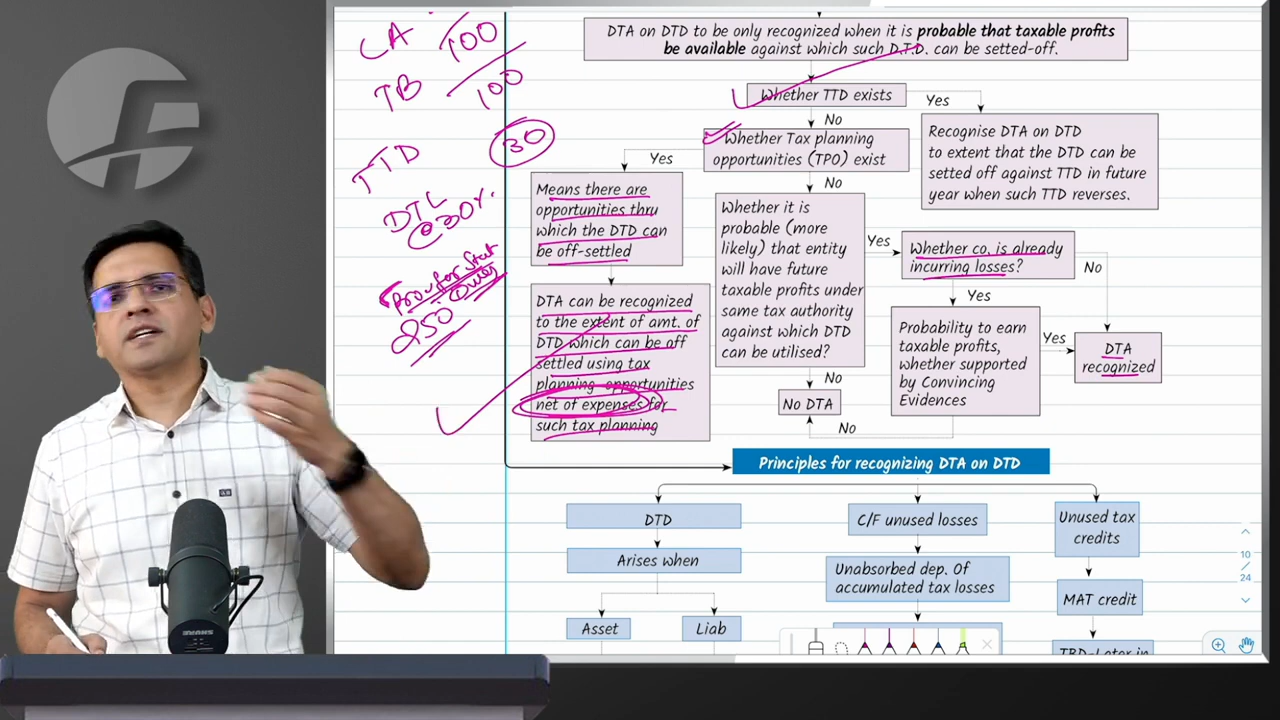 DTA on DTD to be only recognized when it is probable that taxable profits
be available against which such D.T.D. can be setted-off.
CA 100
TB 100
TTD 30
DTL
@30%
Prov for Stat
Dues
250
Whether TTD exists
Yes
No
Recognise DTA on DTD
to extent that the DTD can be
setted off against TTD in future
year when such TTD reverses.
Whether Tax planning
opportunities (TPO) exist
Yes
No
Means there are
opportunities thru
which the DTD can
be off-settled
DTA can be recognized
to the extent of amt. of
DTD which can be off
settled using tax
planning opportunities
net of expenses for
such tax planning
Whether it is
probable (more
likely) that entity
will have future
taxable profits under
same tax authority
against which DTD
can be utilised?
Yes
No
No DTA
Whether co. is already
incurring losses?
No
Yes
Probability to earn
taxable profits,
whether supported
by Convincing
Evidences
Yes
No
DTA
recognized
Principles for recognizing DTA on DTD
DTD
Arises when
Asset
Liab
C/F unused losses
Unabsorbed dep. Of
accumulated tax losses
Unused tax
credits
MAT credit
10
/
24